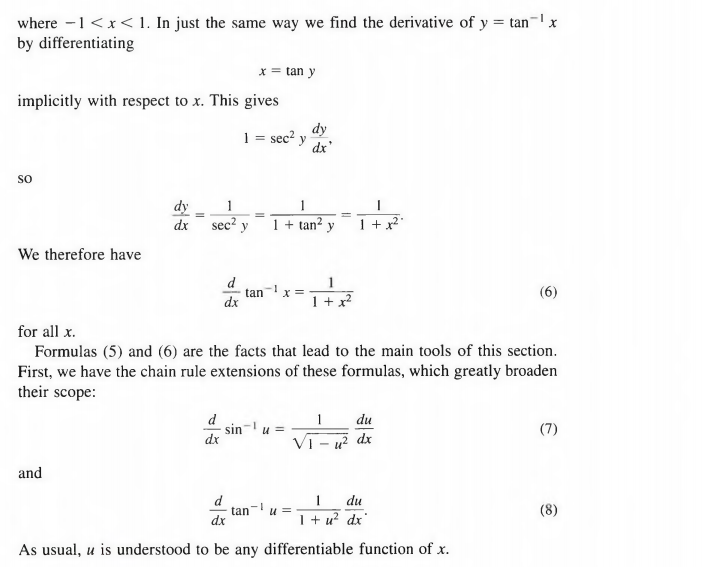 where −1 < x < 1. In just the same way we find the derivative of y = tan⁻¹ x
by differentiating
x = tan y
implicitly with respect to x. This gives
1 = sec² y dy/dx,
so
dy/dx = 1/(sec² y) = 1/(1 + tan² y) = 1/(1 + x²).
We therefore have
d/dx tan⁻¹ x = 1/(1 + x²) (6)
for all x.
Formulas (5) and (6) are the facts that lead to the main tools of this section.
First, we have the chain rule extensions of these formulas, which greatly broaden
their scope:
d/dx sin⁻¹ u = 1/√(1 − u²) du/dx (7)
and
d/dx tan⁻¹ u = 1/(1 + u²) du/dx. (8)
As usual, u is understood to be any differentiable function of x.